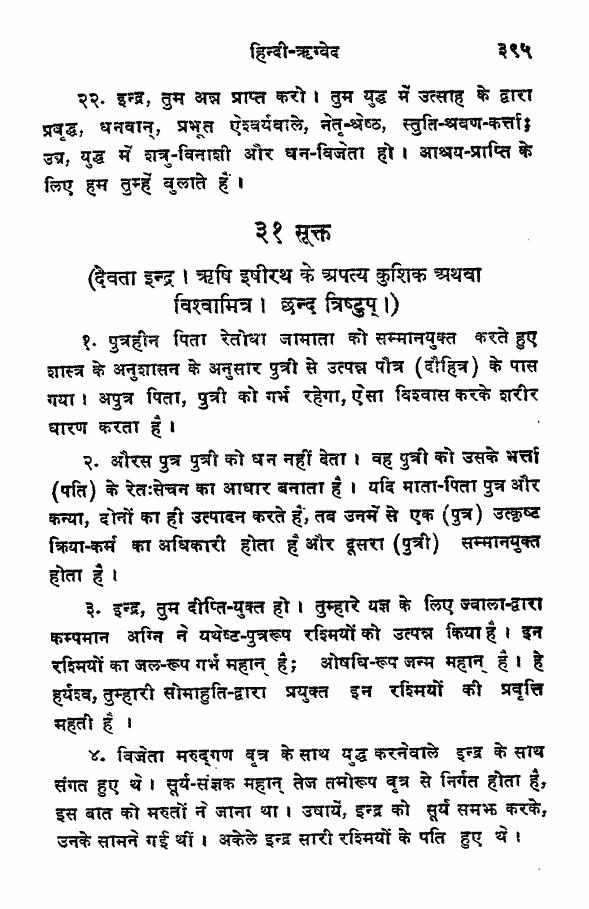 हिन्दी-ऋग्वेद ३९५
२२. इन्द्र, तुम अन्न प्राप्त करो। तुम युद्ध में उत्साह के द्वारा
प्रवृद्ध, धनवान्, प्रभूत ऐश्वर्यवाले, नेतृ-श्रेष्ठ, स्तुति-श्रवण-कर्त्ता;
उग्र, युद्ध में शत्रु-विनाशी और धन-विजेता हो। आश्रय-प्राप्ति के
लिए हम तुम्हें बुलाते हैं।
३१ सूक्त
(दैवता इन्द्र। ऋषि इषीरथ के अपत्य कुशिक अथवा
विश्वामित्र। छन्द त्रिष्टुप्।)
१. पुत्रहीन पिता रेतोधा जामाता को सम्मानयुक्त करते हुए
शास्त्र के अनुशासन के अनुसार पुत्री से उत्पन्न पौत्र (दौहित्र) के पास
गया। अपुत्र पिता, पुत्री को गर्भ रहेगा, ऐसा विश्वास करके शरीर
धारण करता है।
२. औरस पुत्र पुत्री को धन नहीं देता। वह पुत्री को उसके भर्त्ता
(पति) के रेतःसेचन का आधार बनाता है। यदि माता-पिता पुत्र और
कन्या, दोनों का ही उत्पादन करते हैं, तब उनमें से एक (पुत्र) उत्कृष्ट
क्रिया-कर्म का अधिकारी होता है और दूसरा (पुत्री) सम्मानयुक्त
होता है।
३. इन्द्र, तुम दीप्ति-युक्त हो। तुम्हारे यज्ञ के लिए ज्वाला-द्वारा
कम्पमान अग्नि ने यथेष्ट-पुत्ररूप रश्मियों को उत्पन्न किया है। इन
रश्मियों का जल-रूप गर्भ महान् है; ओषधि-रूप जन्म महान् है। हे
हर्यश्व, तुम्हारी सोमाहुति-द्वारा प्रयुक्त इन रश्मियों की प्रवृत्ति
महती है ।
४. विजेता मरुद्गण वृत्र के साथ युद्ध करनेवाले इन्द्र के साथ
संगत हुए थे। सूर्य-संज्ञक महान् तेज तमोरूप वृत्र से निर्गत होता है,
इस बात को मरुतों ने जाना था। उषायें, इन्द्र को सूर्य समझ करके,
उनके सामने गई थीं। अकेले इन्द्र सारी रश्मियों के पति हुए थे।